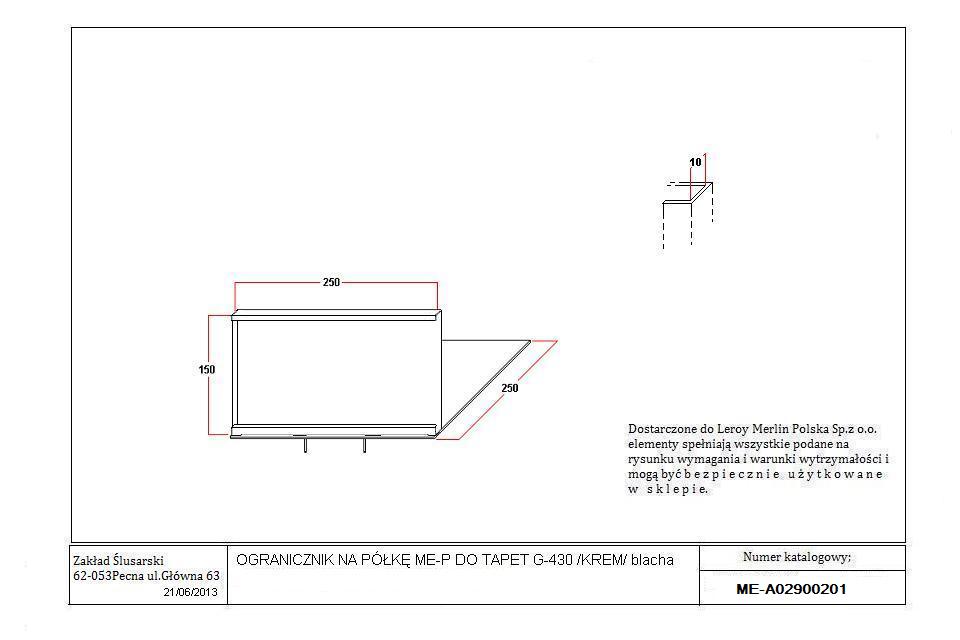 10
250
150
250
Dostarczone do Leroy Merlin Polska Sp.z o.o.
elementy spełniają wszystkie podane na
rysunku wymagania i warunki wytrzymałości i
mogą być b e z p i e c z n i e  u ż y t k o w a n e
w  s k l e p i e.
Zakład Ślusarski
62-053Pecna ul.Główna 63
21/06/2013
OGRANICZNIK NA PÓŁKĘ ME-P DO TAPET G-430 /KREM/ blacha
Numer katalogowy;
ME-A02900201